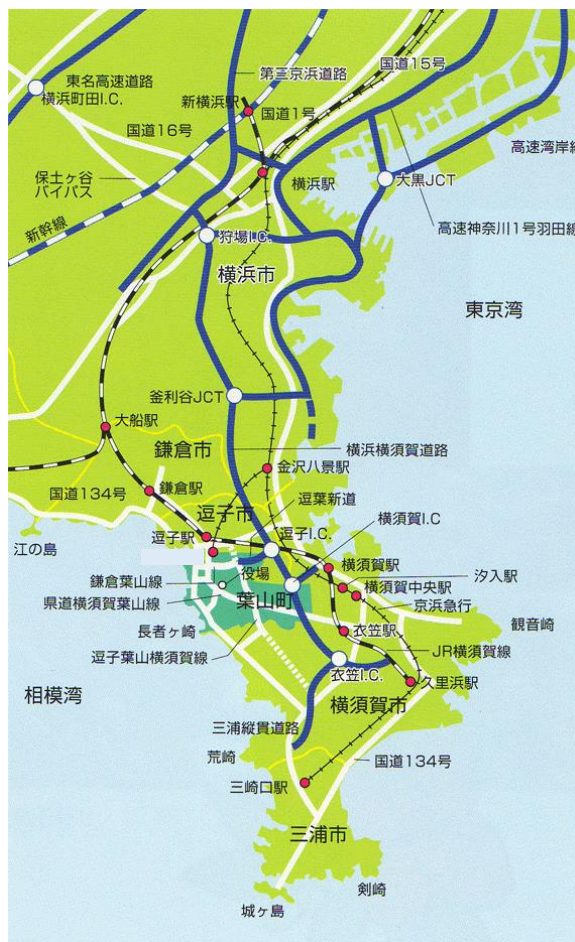 国道15号
東名高速道路
第三京浜道路
横浜町田I.C.
新横浜駅
国道1号
国道16号
高速湾岸線
保土ヶ谷
バイパス
横浜駅
大黒JCT
新幹線
狩場I.C.
高速神奈川1号羽田線
横浜市
東京湾
釜利谷JCT
大船駅
鎌倉市
横浜横須賀道路
金沢八景駅
国道134号
鎌倉駅
逗葉新道
逗子市
横須賀I.C
逗子駅
逗子I.C.
江の島
横須賀駅
汐入駅
鎌倉葉山線
役場
横須賀中央駅
県道横須賀葉山線
葉山町
京浜急行
長者ヶ崎
衣笠駅
観音崎
逗子葉山横須賀線
JR横須賀線
衣笠I.C.
久里浜駅
相模湾
横須賀市
三浦縦貫道路
荒崎
国道134号
三崎口駅
三浦市
剣崎
城ヶ島